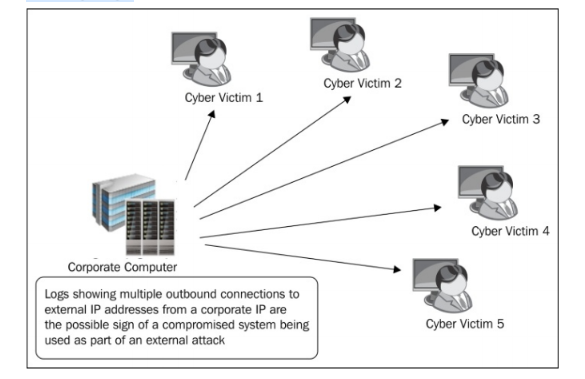 Cyber Victim 1
Cyber Victim 2
Cyber Victim 3
Cyber Victim 4
Cyber Victim 5
Corporate Computer
Logs showing multiple outbound connections to
external IP addresses from a corporate IP are
the possible sign of a compromised system being
used as part of an external attack